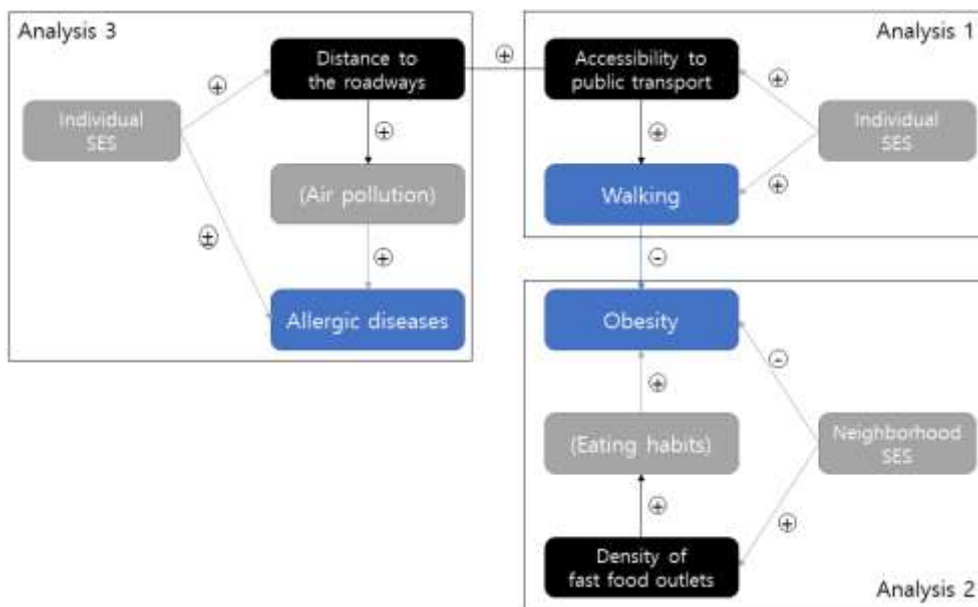 Analysis 3
Distance to
the roadways
+
Individual
SES
+
+
(Air pollution)
±
+
Allergic diseases
+
Analysis 1
Accessibility to
public transport
+
Individual
SES
+
Walking
+
-
Obesity
-
+
(Eating habits)
Neighborhood
SES
+
+
Density of
fast food outlets
Analysis 2